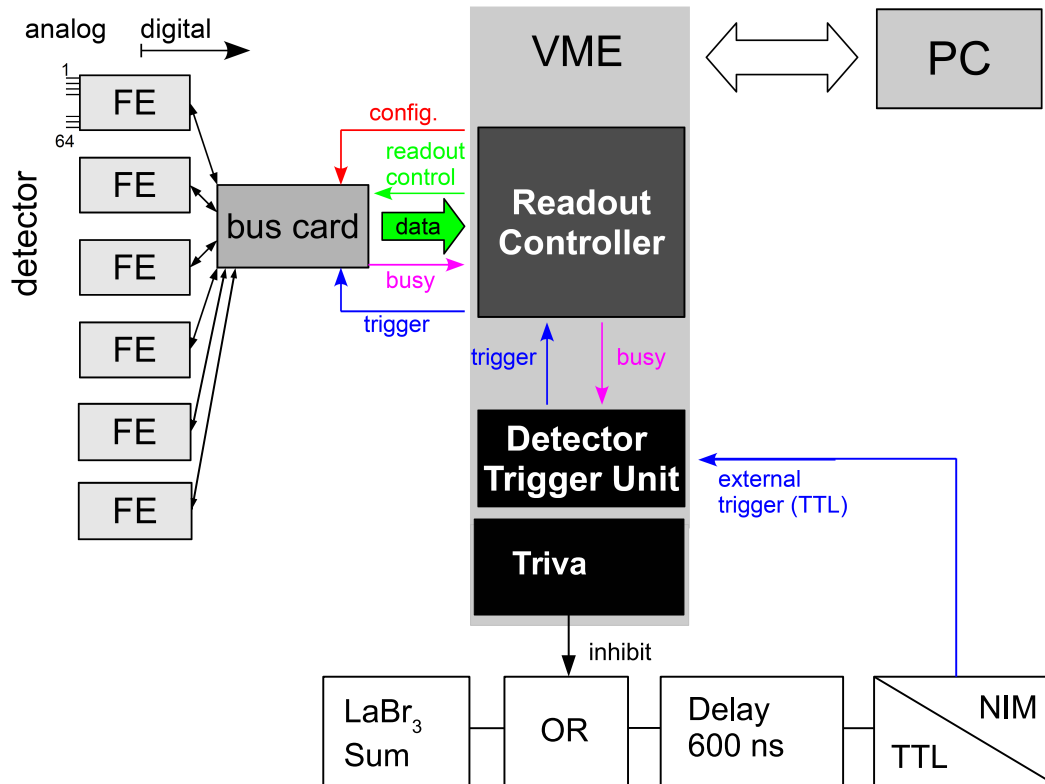 analog
digital
1
64
detector
FE
FE
FE
FE
FE
FE
bus card
config.
readout
control
data
busy
trigger
VME
PC
Readout
Controller
trigger
busy
Detector
Trigger Unit
external
trigger (TTL)
Triva
inhibit
LaBr₃
Sum
OR
Delay
600 ns
NIM
TTL